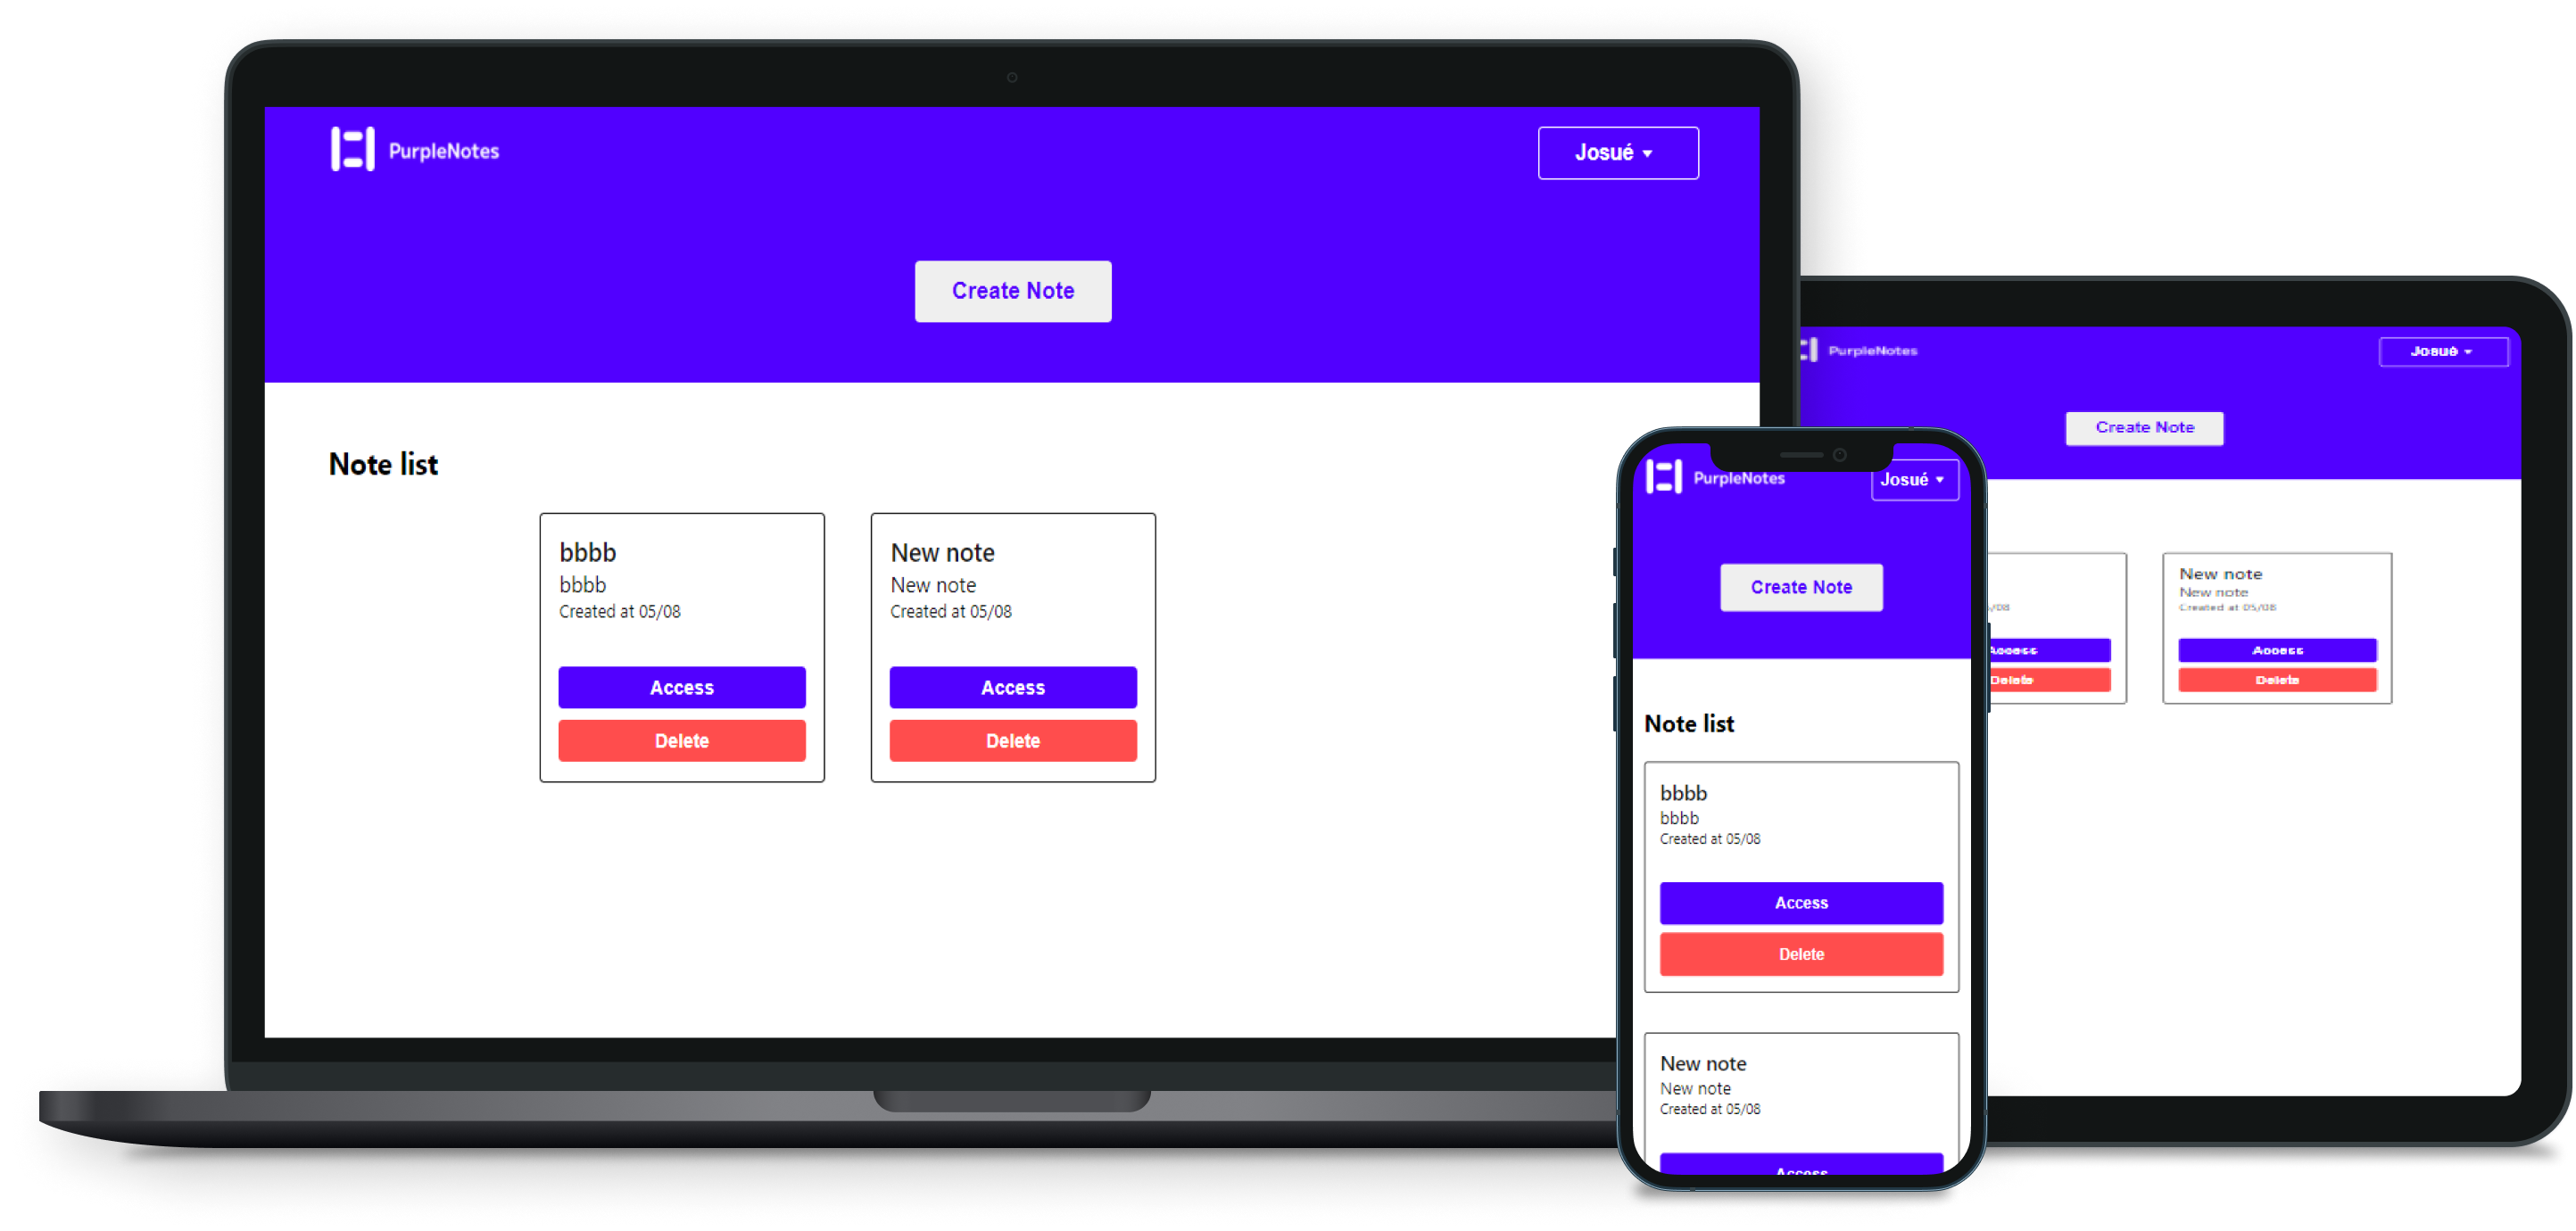 PurpleNotes
Josué
Create Note
Note list
bbbb
bbbb
Created at 05/08
Access
Delete
New note
New note
Created at 05/08
Access
Delete
PurpleNotes
Josué
Create Note
Note list
bbbb
bbbb
Created at 05/08
Access
Delete
New note
New note
Created at 05/08
Access
PurpleNotes
Josué
Create Note
/08
Access
Delete
New note
New note
Created at 05/08
Access
Delete